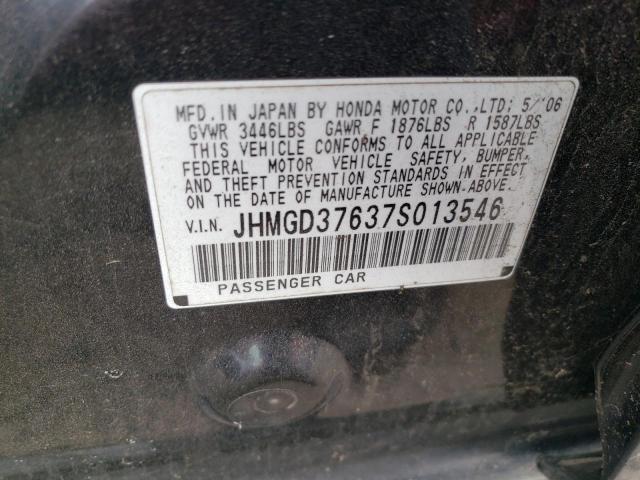 MFD. IN JAPAN BY HONDA MOTOR CO.,LTD; 5/'06
GVWR 3446LBS GAWR F 1876LBS R 1587LBS
THIS VEHICLE CONFORMS TO ALL APPLICABLE
FEDERAL MOTOR VEHICLE SAFETY, BUMPER,
AND THEFT PREVENTION STANDARDS IN EFFECT
ON THE DATE OF MANUFACTURE SHOWN ABOVE.
V.I.N. JHMGD37637S013546
PASSENGER CAR